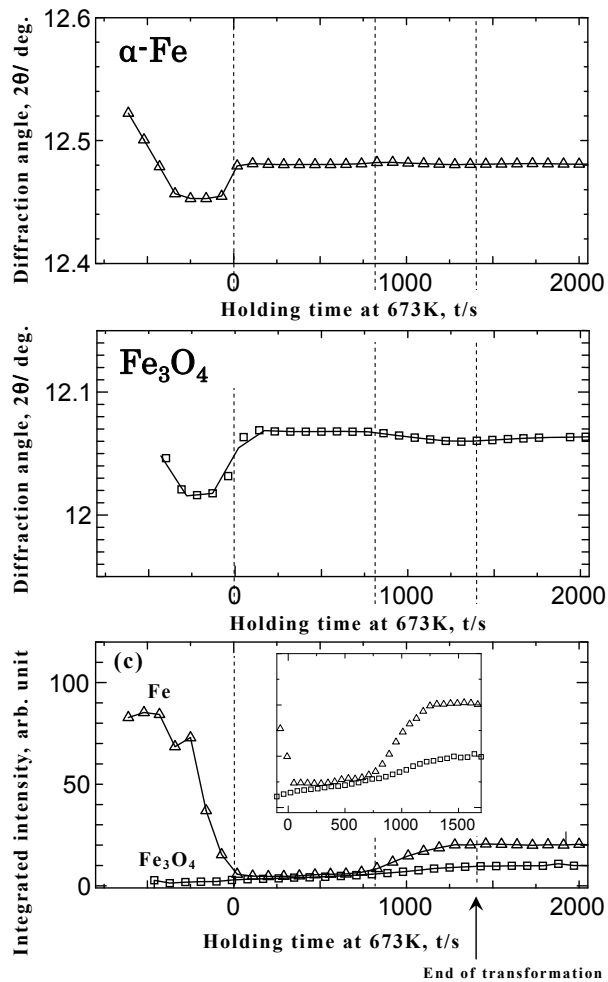 12.6
α-Fe
12.5
12.4
Diffraction angle, 2θ/ deg.
0 1000 2000
Holding time at 673K, t/s
Fe₃O₄
12.1
12
Diffraction angle, 2θ/ deg.
0 1000 2000
Holding time at 673K, t/s
(c)
100
Fe
50
Fe₃O₄
0
Integrated intensity, arb. unit
0 500 1000 1500
0 1000 2000
Holding time at 673K, t/s
End of transformation